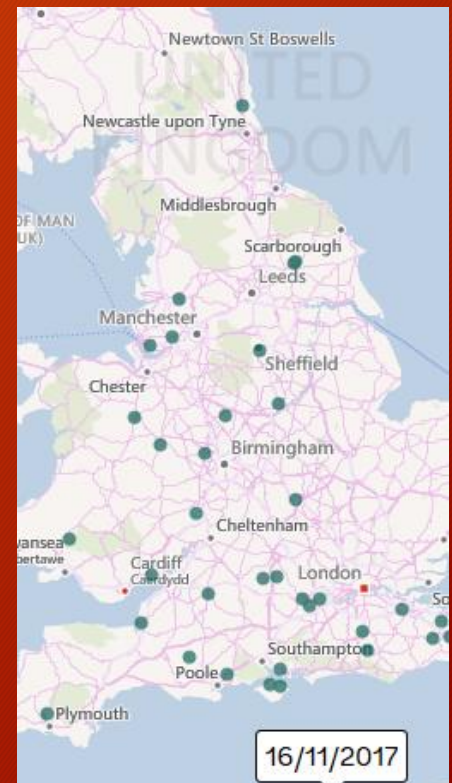 Newtown St Boswells
UNITED
KINGDOM
Newcastle upon Tyne
Middlesbrough
OF MAN
(UK)
Scarborough
Leeds
Manchester
Sheffield
Chester
Birmingham
Cheltenham
wansea
bertawe
Cardiff
Caerdydd
London
So
Southampton
Poole
Plymouth
16/11/2017